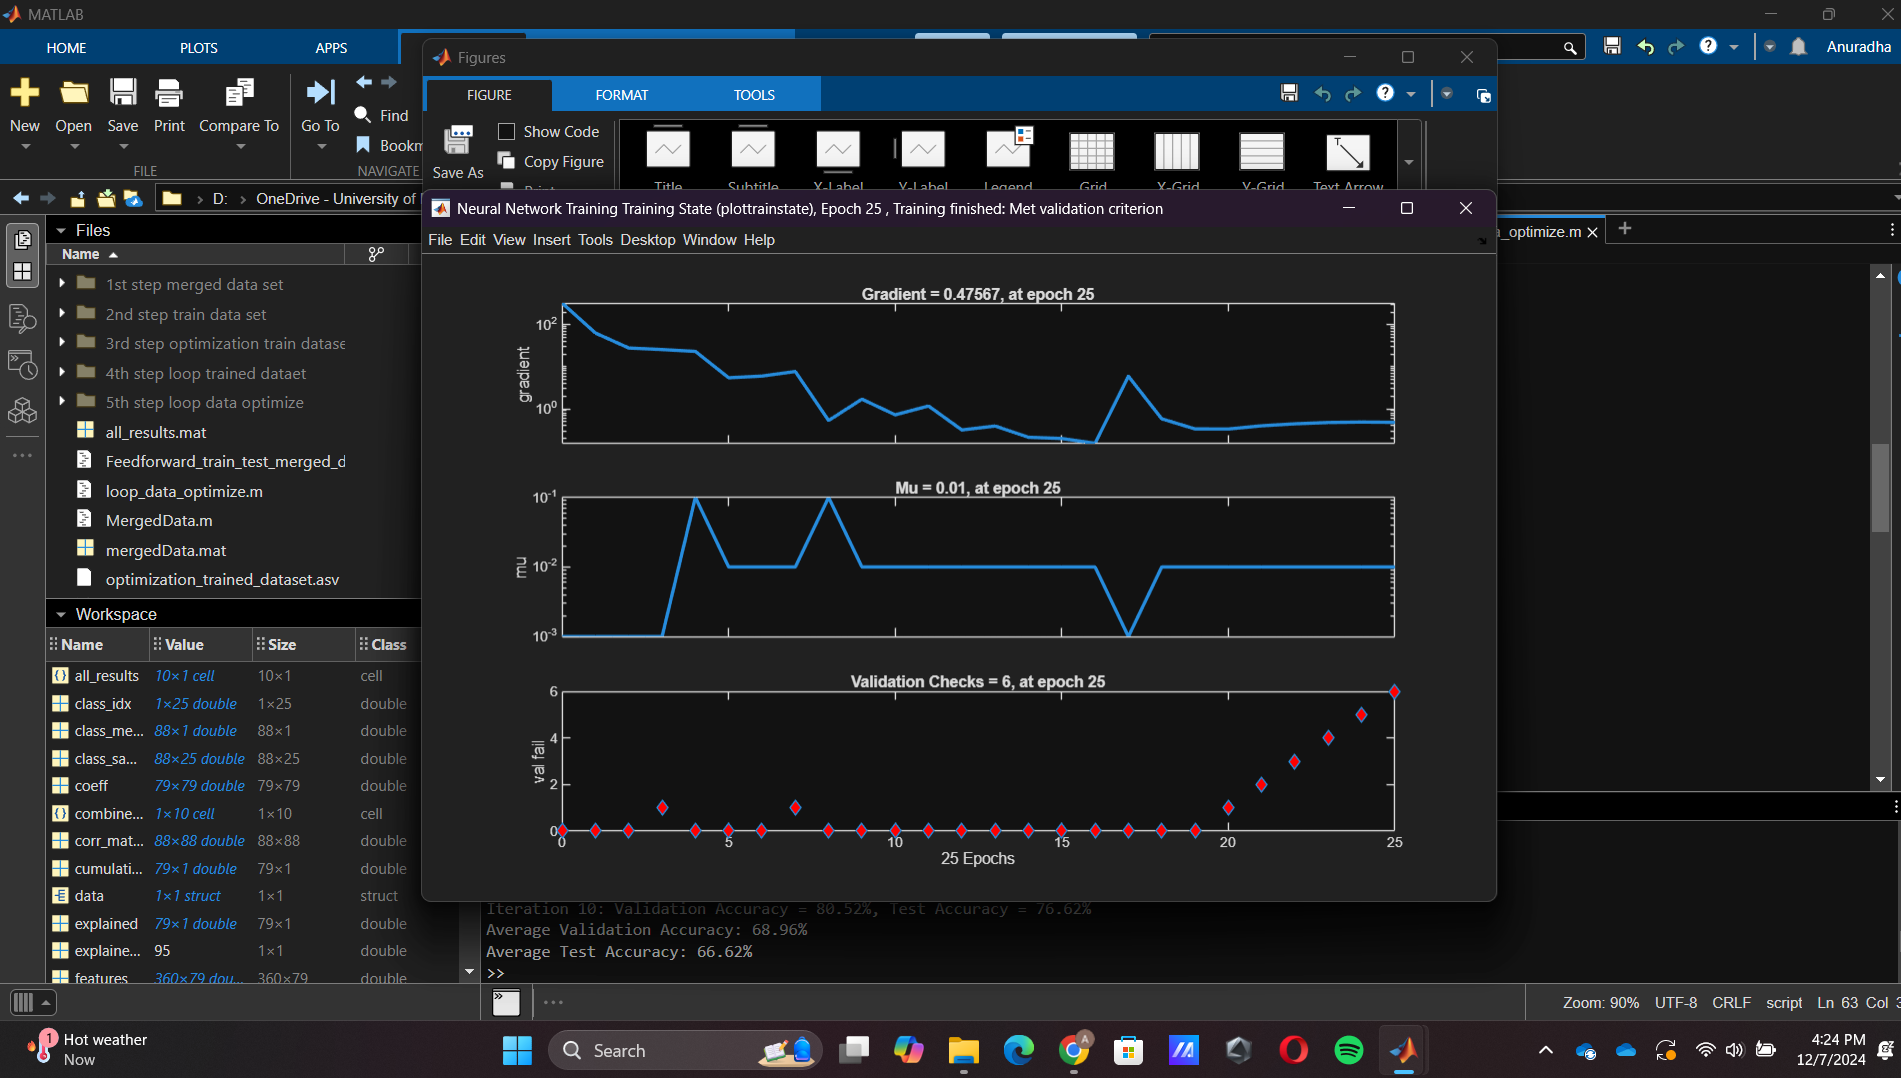 MATLAB
HOME PLOTS APPS
Anuradha
New Open Save Print Compare To Go To Find
FILE NAVIGATE
Figures
FIGURE FORMAT TOOLS
Save As Show Code
Copy Figure
Print
Title Subtitle X-Label Y-Label Legend Grid X-Grid Y-Grid Text Arrow
D: › OneDrive - University of
_optimize.m
Neural Network Training Training State (plottrainstate), Epoch 25 , Training finished: Met validation criterion
File Edit View Insert Tools Desktop Window Help
Files
Name
1st step merged data set
2nd step train data set
3rd step optimization train datase
4th step loop trained dataet
5th step loop data optimize
all_results.mat
Feedforward_train_test_merged_d
loop_data_optimize.m
MergedData.m
mergedData.mat
optimization_trained_dataset.asv
Workspace
Name Value Size Class
all_results 10×1 cell 10×1 cell
class_idx 1×25 double 1×25 double
class_me... 88×1 double 88×1 double
class_sa... 88×25 double 88×25 double
coeff 79×79 double 79×79 double
combine... 1×10 cell 1×10 cell
corr_mat... 88×88 double 88×88 double
cumulati... 79×1 double 79×1 double
data 1×1 struct 1×1 struct
explained 79×1 double 79×1 double
explaine... 95 1×1 double
features 360×79 dou... 360×79 double
Gradient = 0.47567, at epoch 25
gradient
10²
10⁰
Mu = 0.01, at epoch 25
mu
10⁻¹
10⁻²
10⁻³
Validation Checks = 6, at epoch 25
val fail
6
4
2
0
0 5 10 15 20 25
25 Epochs
Iteration 10: Validation Accuracy = 80.52%, Test Accuracy = 76.62%
Average Validation Accuracy: 68.96%
Average Test Accuracy: 66.62%
>>
Zoom: 90% UTF-8 CRLF script Ln 63 Col
1
Hot weather
Now
Search
A
4:24 PM
12/7/2024